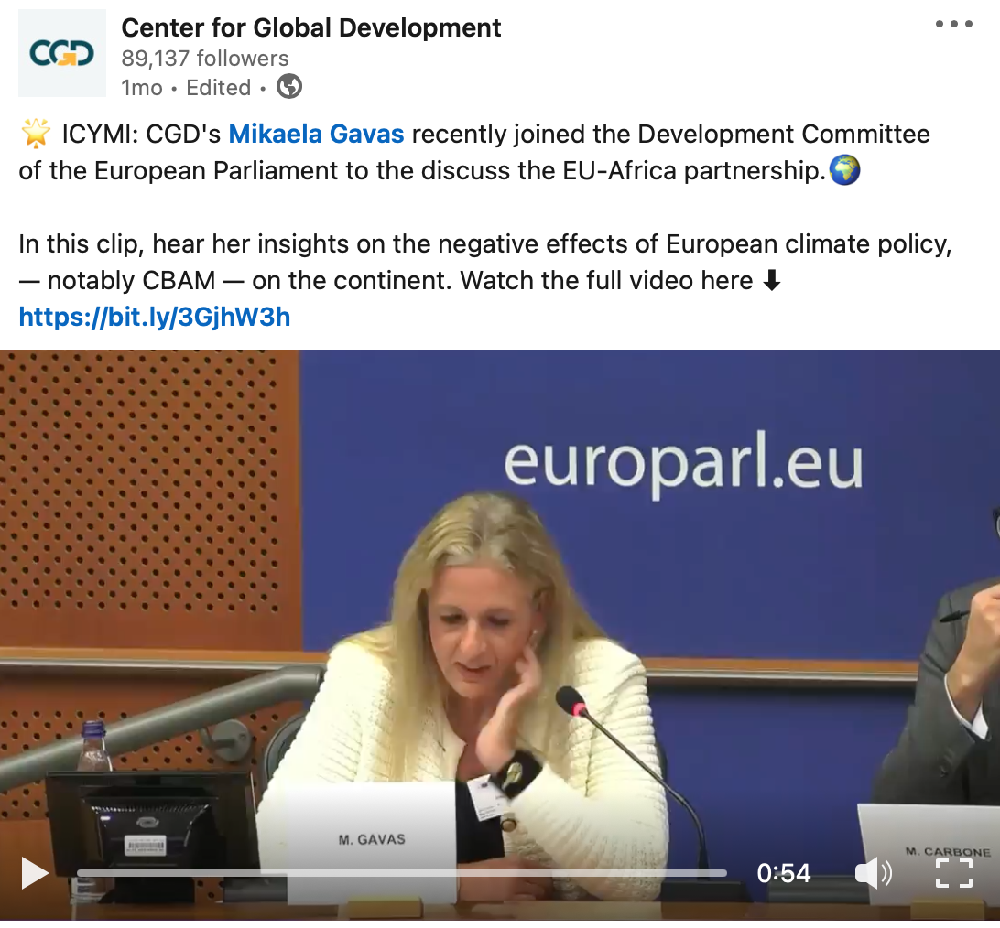 CGD
Center for Global Development
89,137 followers
1mo • Edited •
ICYMI: CGD's Mikaela Gavas recently joined the Development Committee
of the European Parliament to the discuss the EU-Africa partnership.
In this clip, hear her insights on the negative effects of European climate policy,
— notably CBAM — on the continent. Watch the full video here ⬇
https://bit.ly/3GjhW3h
europarl.eu
M. GAVAS
M. CARBONE
0:54